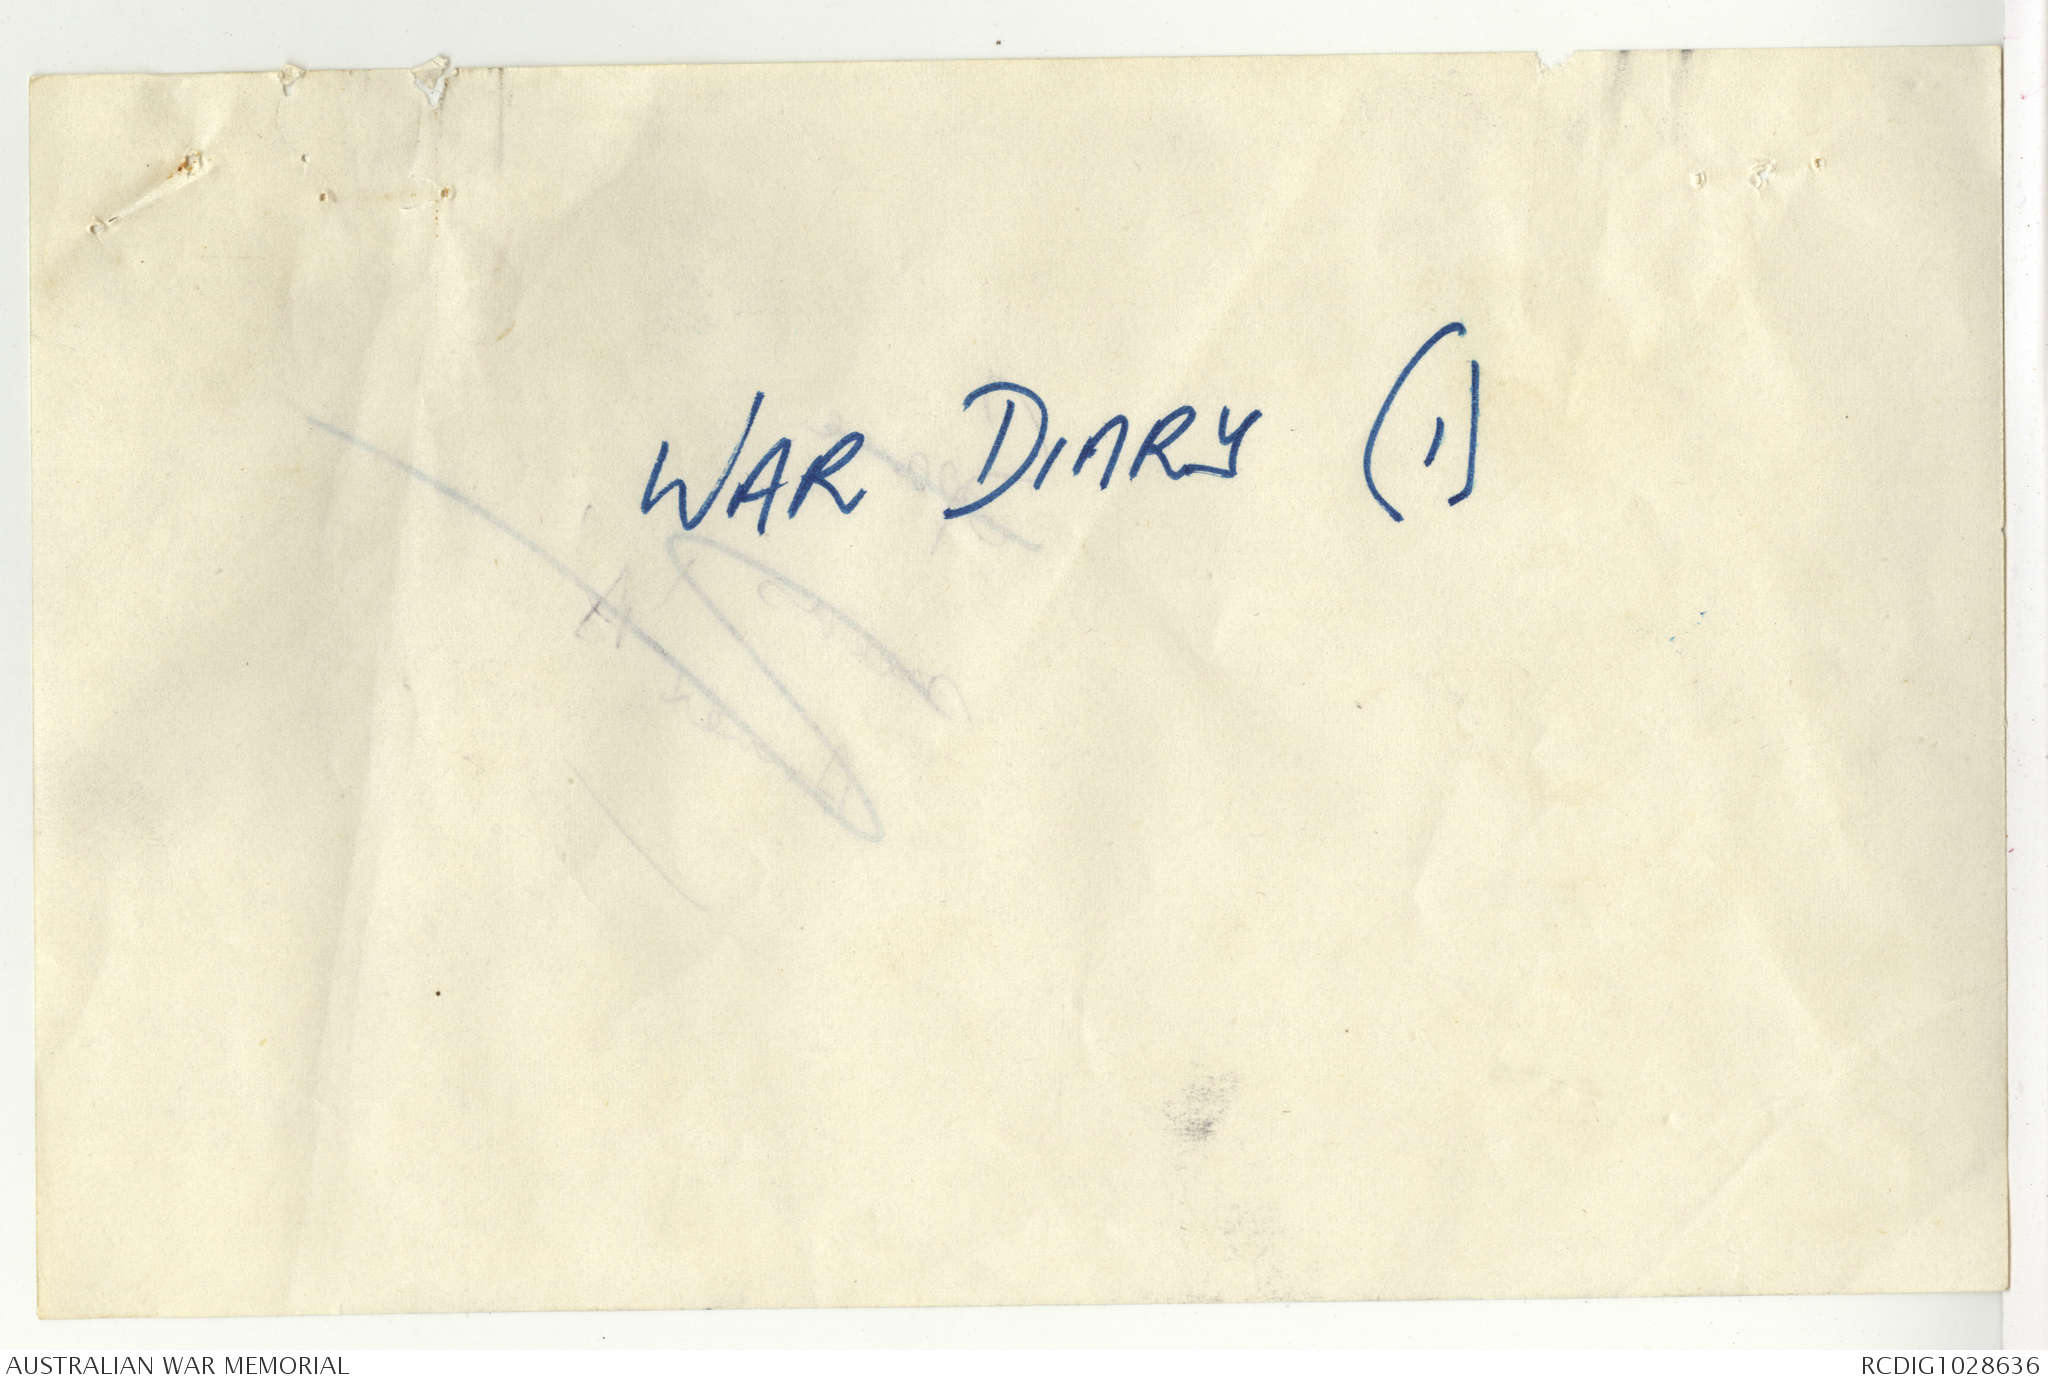 WAR DIARY (1)
AUSTRALIAN WAR MEMORIAL
RCDIG1028636